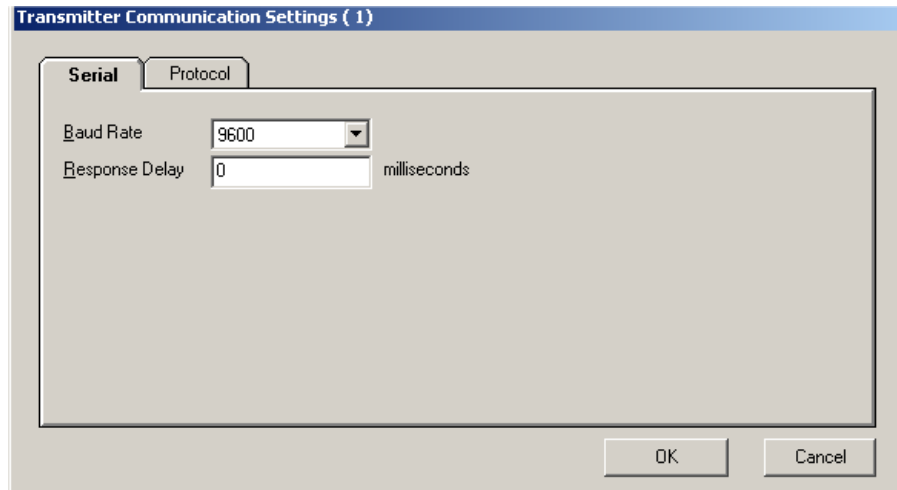 Transmitter Communication Settings ( 1)
Serial Protocol
Baud Rate 9600
Response Delay 0 milliseconds
OK Cancel